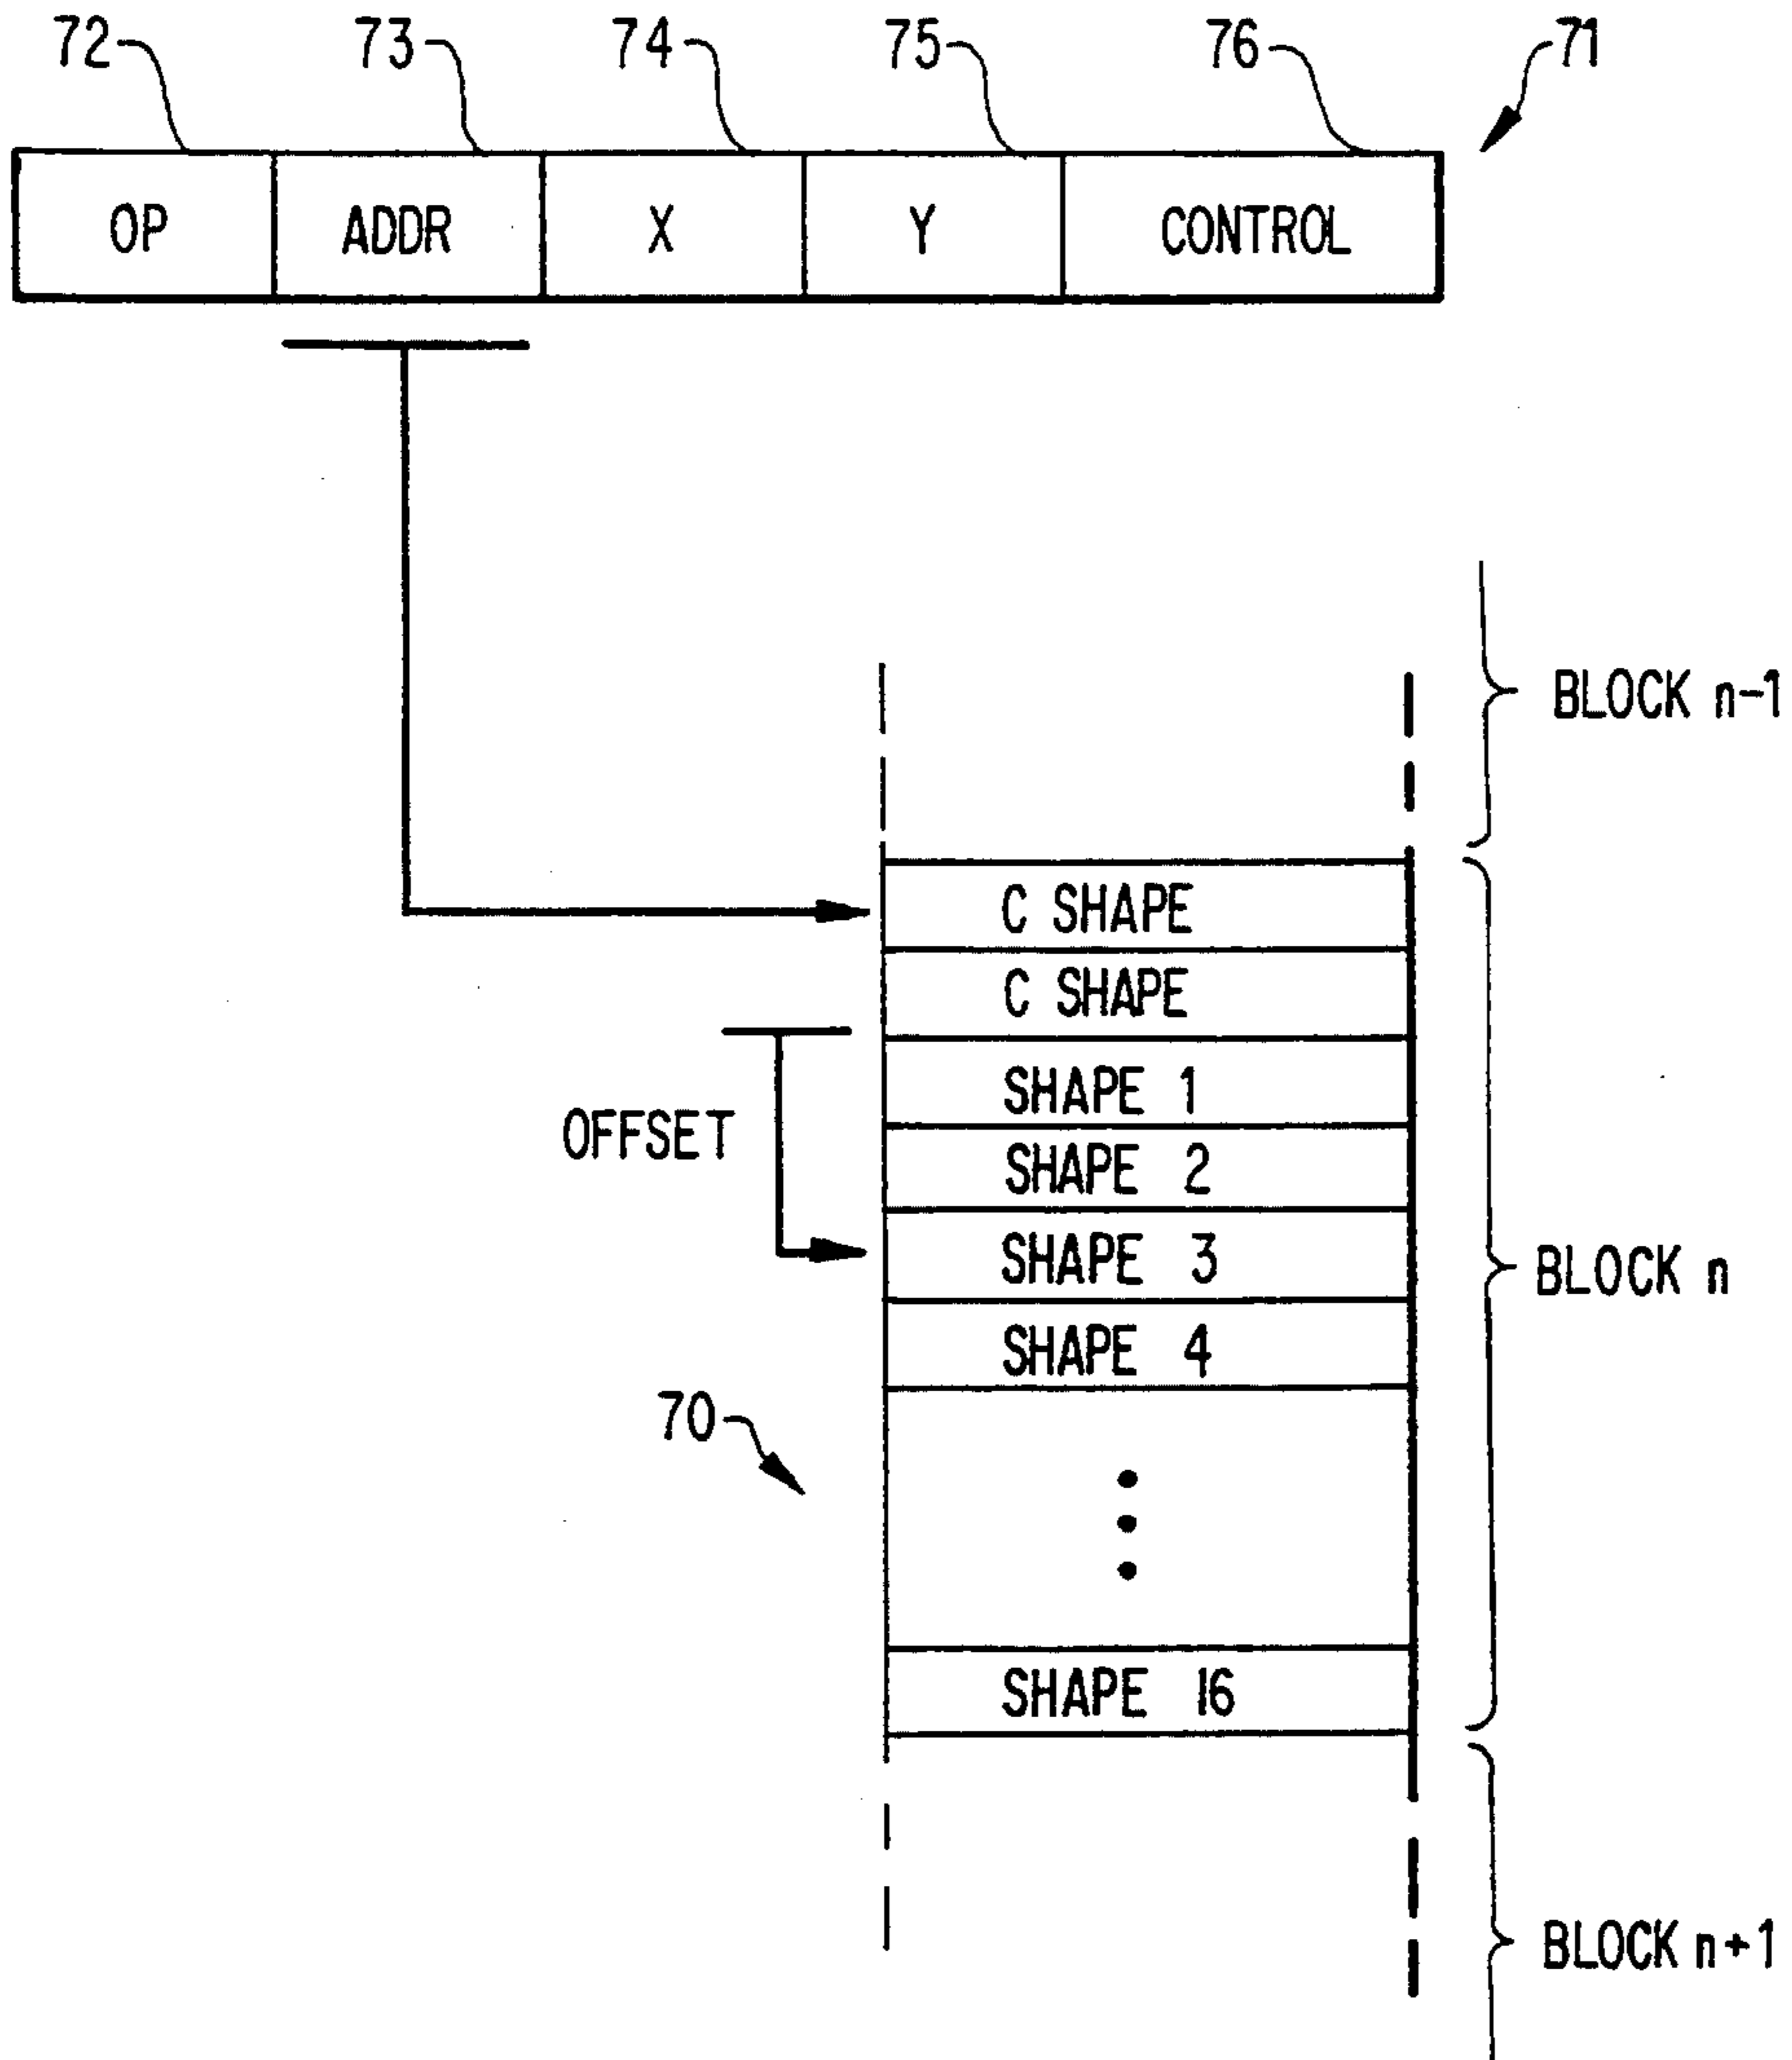 72 73 74 75 76 71
OP ADDR X Y CONTROL
BLOCK n-1
C SHAPE
C SHAPE
SHAPE 1
OFFSET
SHAPE 2
SHAPE 3
BLOCK n
SHAPE 4
70
SHAPE 16
BLOCK n+1